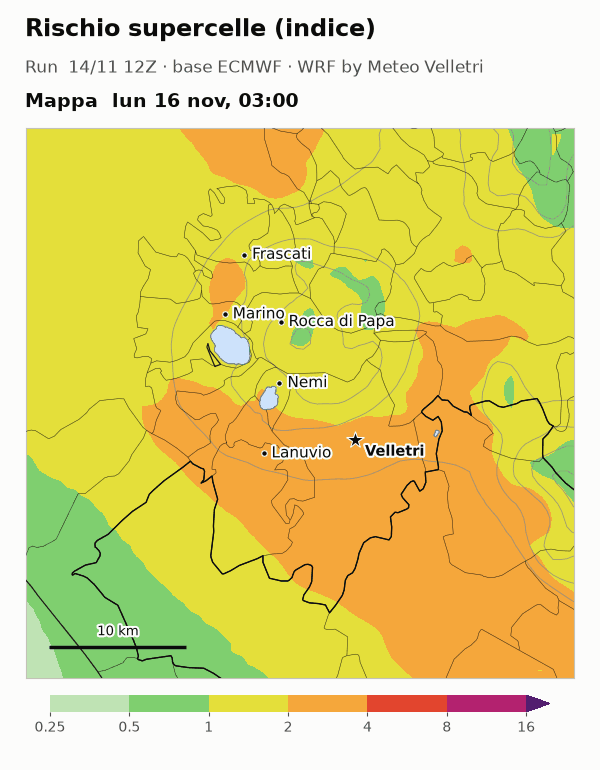 Rischio supercelle (indice)
Run  14/11 12Z · base ECMWF · WRF by Meteo Velletri
Mappa  lun 16 nov, 03:00
Frascati
Marino
Rocca di Papa
Nemi
Velletri
Lanuvio
10 km
0.25 0.5 1 2 4 8 16